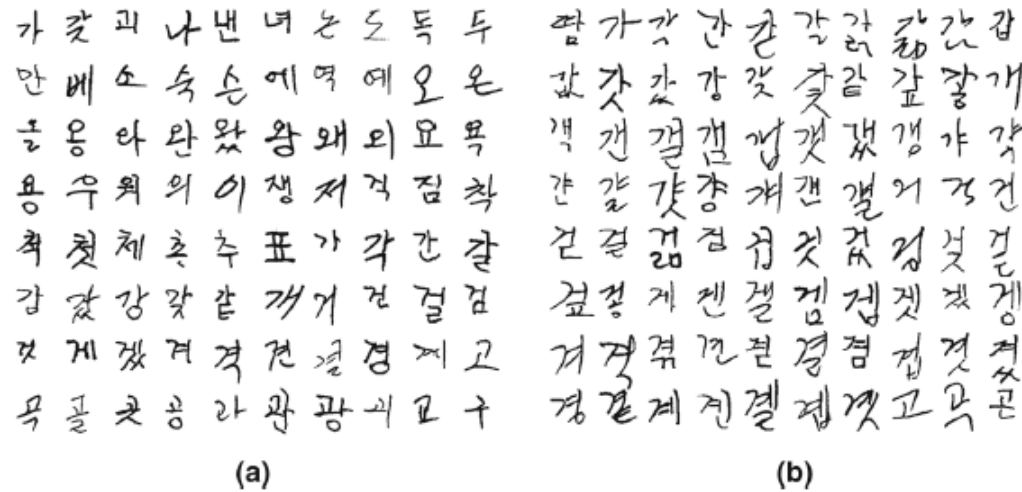 가 갖 괴 나 낸 녀 는 도 독 두
만 베 소 숙 슨 에 역 예 오 온
올 옹 와 완 왔 왕 왜 외 요 욕
용 우 워 의 이 쟁 저 직 짐 착
척 첫 체 촌 추 표 가 각 간 갈
갑 값 강 갖 같 개 거 건 걸 검
것 게 겠 겨 격 견 결 경 계 고
곡 골 곳 공 과 관 광 괴 교 구
(a)
땀 가 각 간 갇 갈 갉 갊 감 갑
값 갓 갔 강 갖 갗 같 갚 갛 개
객 갠 갤 갬 갭 갯 갰 갱 갸 갹
갼 걀 걋 걍 걔 걘 걜 거 걱 건
걷 걸 걺 검 겁 것 겄 겅 겆 겉
겊 겋 게 겐 겔 겜 겝 겟 겠 겡
겨 격 겪 견 겯 결 겸 겹 겻 겼
경 곁 계 곈 곌 곕 곗 고 곡 곤
(b)